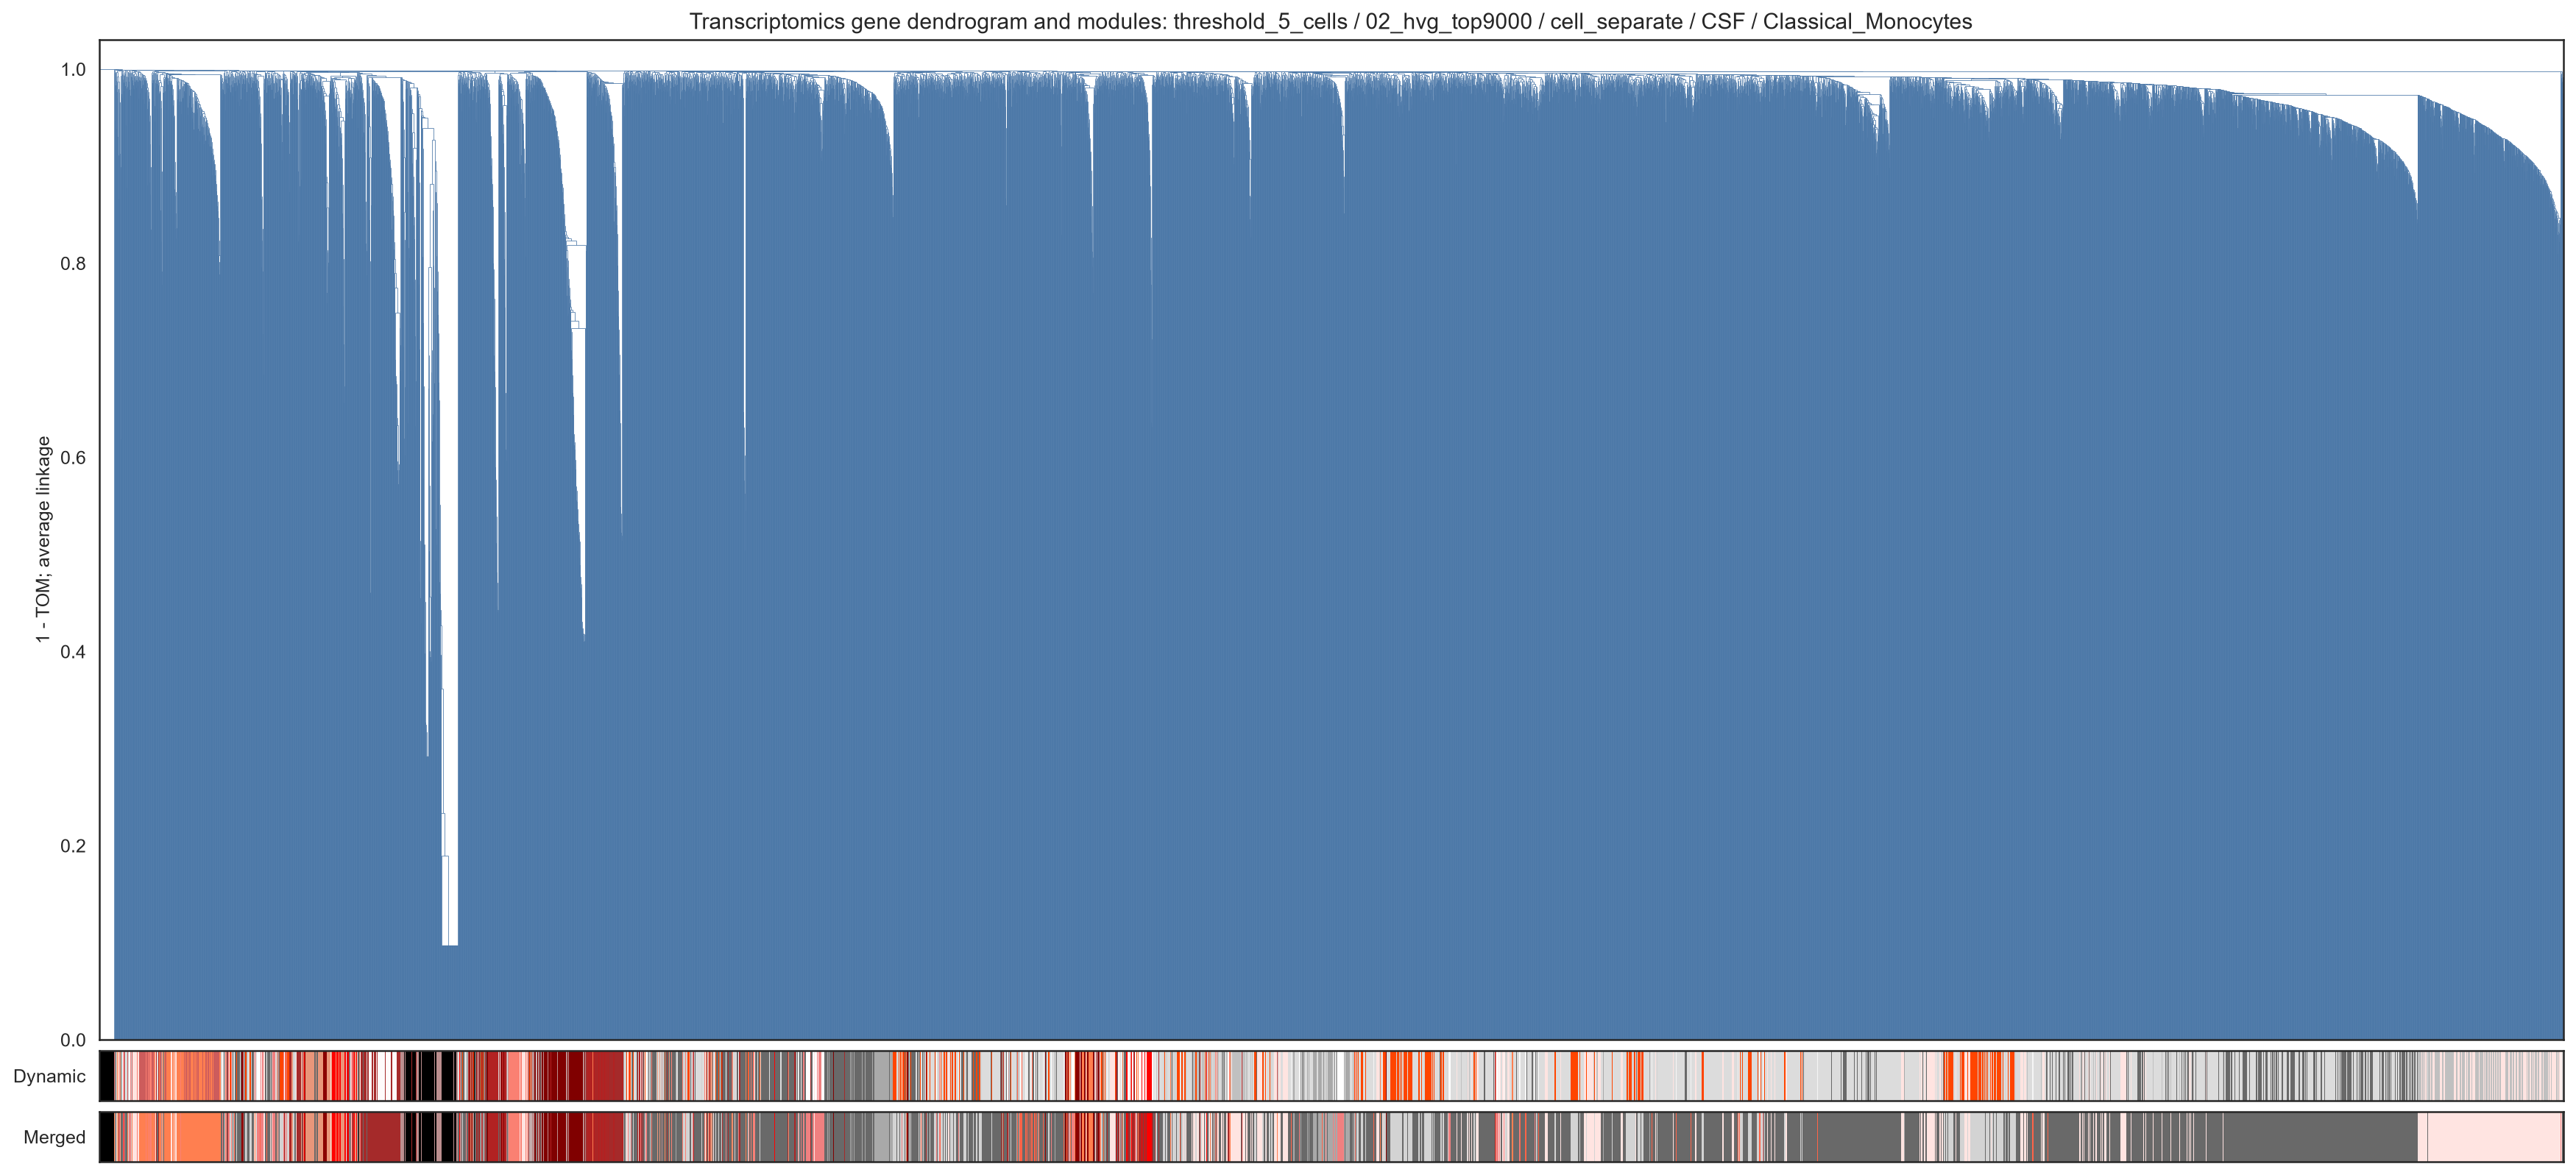 Transcriptomics gene dendrogram and modules: threshold_5_cells / 02_hvg_top9000 / cell_separate / CSF / Classical_Monocytes
1.0
0.8
0.6
0.4
0.2
0.0
1 - TOM; average linkage
Dynamic
Merged